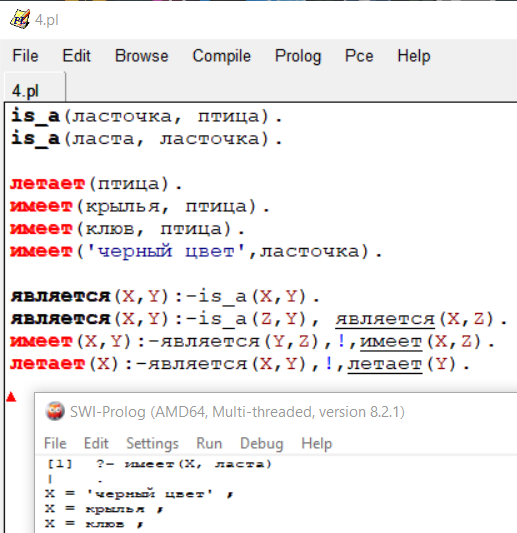 4.pl
File Edit Browse Compile Prolog Pce Help
4.pl
is_a(ласточка, птица).
is_a(ласта, ласточка).
летает(птица).
имеет(крылья, птица).
имеет(клюв, птица).
имеет('черный цвет',ласточка).
является(X,Y):-is_a(X,Y).
является(X,Y):-is_a(Z,Y), является(X,Z).
имеет(X,Y):-является(Y,Z),!,имеет(X,Z).
летает(X):-является(X,Y),!,летает(Y).
SWI-Prolog (AMD64, Multi-threaded, version 8.2.1)
File Edit Settings Run Debug Help
[1] ?- имеет(X, ласта)
| .
X = 'черный цвет' ;
X = крылья ;
X = клюв ;